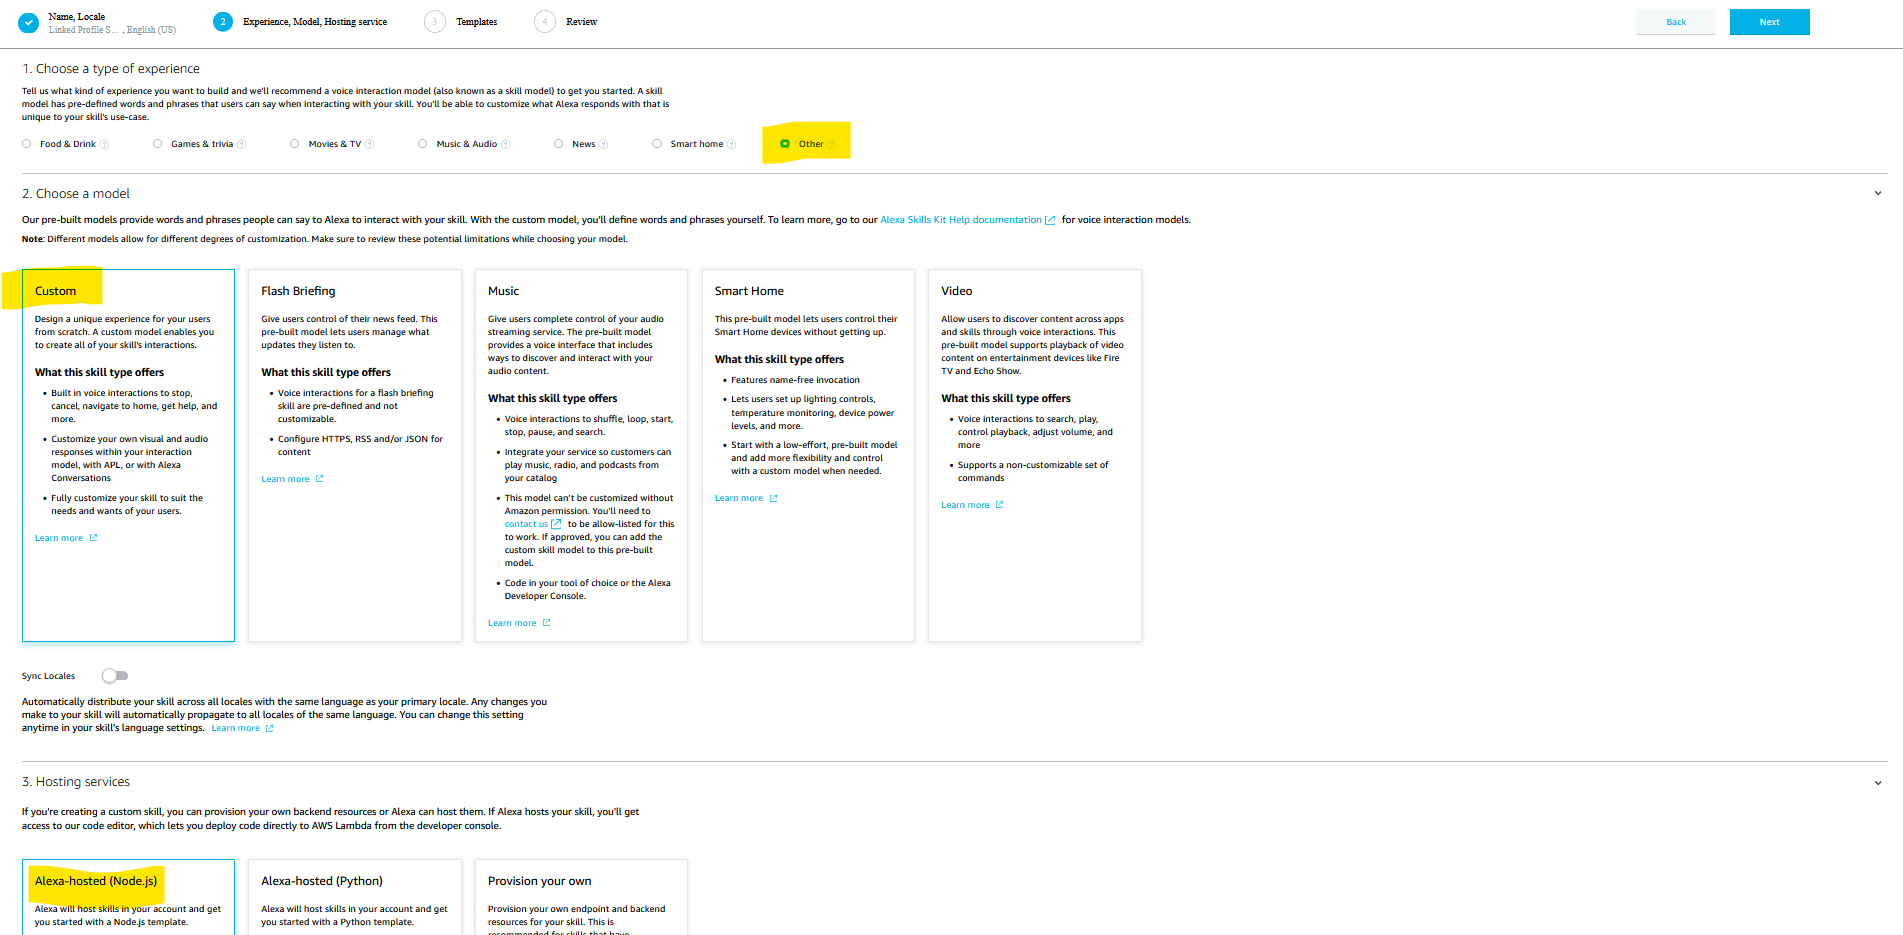 Name, Locale
Linked Profile S... , English (US)
2 Experience, Model, Hosting service
3 Templates
4 Review
Back
Next
1. Choose a type of experience
Tell us what kind of experience you want to build and we'll recommend a voice interaction model (also known as a skill model) to get you started. A skill
model has pre-defined words and phrases that users can say when interacting with your skill. You'll be able to customize what Alexa responds with that is
unique to your skill's use-case.
Food & Drink ? Games & trivia ? Movies & TV ? Music & Audio ? News ? Smart home ? Other ?
2. Choose a model
Our pre-built models provide words and phrases people can say to Alexa to interact with your skill. With the custom model, you'll define words and phrases yourself. To learn more, go to our Alexa Skills Kit Help documentation for voice interaction models.
Note: Different models allow for different degrees of customization. Make sure to review these potential limitations while choosing your model.
Custom
Design a unique experience for your users
from scratch. A custom model enables you
to create all of your skill's interactions.
What this skill type offers
• Built in voice interactions to stop,
cancel, navigate to home, get help, and
more.
• Customize your own visual and audio
responses within your interaction
model, with APL, or with Alexa
Conversations
• Fully customize your skill to suit the
needs and wants of your users.
Learn more
Flash Briefing
Give users control of their news feed. This
pre-built model lets users manage what
updates they listen to.
What this skill type offers
• Voice interactions for a flash briefing
skill are pre-defined and not
customizable.
• Configure HTTPS, RSS and/or JSON for
content
Learn more
Music
Give users complete control of your audio
streaming service. The pre-built model
provides a voice interface that includes
ways to discover and interact with your
audio content.
What this skill type offers
• Voice interactions to shuffle, loop, start,
stop, pause, and search.
• Integrate your service so customers can
play music, radio, and podcasts from
your catalog
• This model can't be customized without
Amazon permission. You'll need to
contact us to be allow-listed for this
to work. If approved, you can add the
custom skill model to this pre-built
model.
• Code in your tool of choice or the Alexa
Developer Console.
Learn more
Smart Home
This pre-built model lets users control their
Smart Home devices without getting up.
What this skill type offers
• Features name-free invocation
• Lets users set up lighting controls,
temperature monitoring, device power
levels, and more.
• Start with a low-effort, pre-built model
and add more flexibility and control
with a custom model when needed.
Learn more
Video
Allow users to discover content across apps
and skills through voice interactions. This
pre-built model supports playback of video
content on entertainment devices like Fire
TV and Echo Show.
What this skill type offers
• Voice interactions to search, play,
control playback, adjust volume, and
more
• Supports a non-customizable set of
commands
Learn more
Sync Locales
Automatically distribute your skill across all locales with the same language as your primary locale. Any changes you
make to your skill will automatically propagate to all locales of the same language. You can change this setting
anytime in your skill's language settings. Learn more
3. Hosting services
If you're creating a custom skill, you can provision your own backend resources or Alexa can host them. If Alexa hosts your skill, you'll get
access to our code editor, which lets you deploy code directly to AWS Lambda from the developer console.
Alexa-hosted (Node.js)
Alexa will host skills in your account and get
you started with a Node.js template.
Alexa-hosted (Python)
Alexa will host skills in your account and get
you started with a Python template.
Provision your own
Provision your own endpoint and backend
resources for your skill. This is
recommended for skills that have